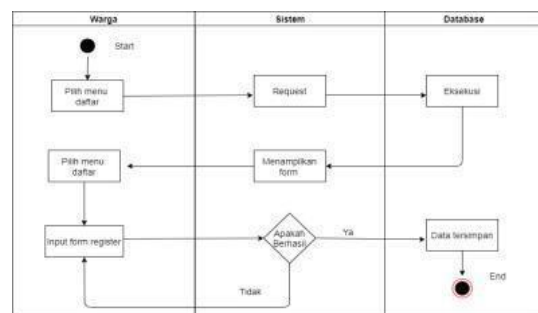 Warga
Sistem
Database
Start
Pilih menu
daftar
Request
Eksekusi
Pilih menu
daftar
Menampilkan
form
Input form register
Apakah
Berhasil
Ya
Data tersimpan
Tidak
End